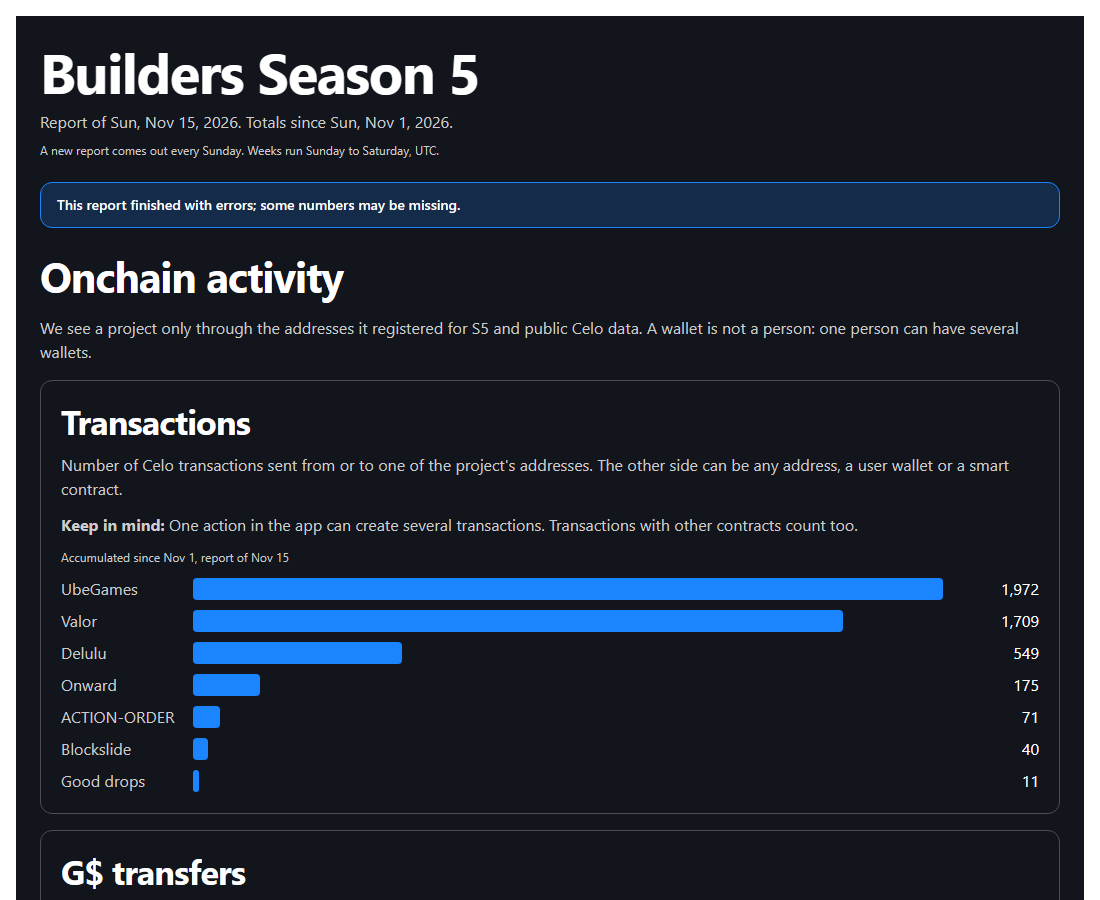 Builders Season 5
Report of Sun, Nov 15, 2026. Totals since Sun, Nov 1, 2026.
A new report comes out every Sunday. Weeks run Sunday to Saturday, UTC.
This report finished with errors; some numbers may be missing.
Onchain activity
We see a project only through the addresses it registered for S5 and public Celo data. A wallet is not a person: one person can have several
wallets.
Transactions
Number of Celo transactions sent from or to one of the project's addresses. The other side can be any address, a user wallet or a smart
contract.
Keep in mind: One action in the app can create several transactions. Transactions with other contracts count too.
Accumulated since Nov 1, report of Nov 15
UbeGames 1,972
Valor 1,709
Delulu 549
Onward 175
ACTION-ORDER 71
Blockslide 40
Good drops 11
G$ transfers